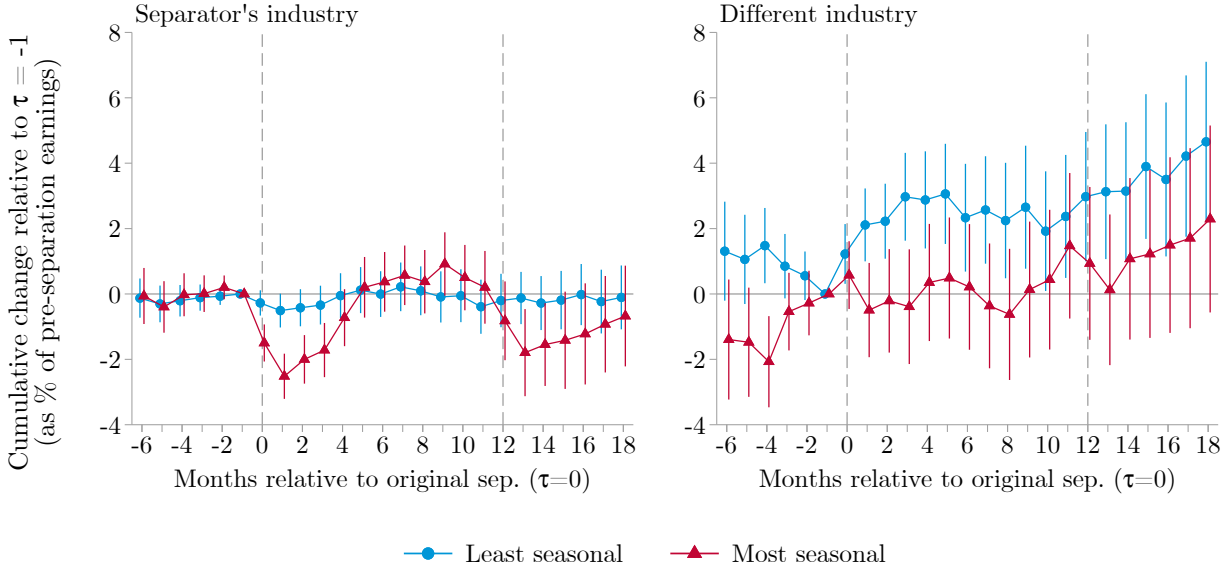 Separator's industry
Different industry
Cumulative change relative to τ = -1
(as % of pre-separation earnings)
8
6
4
2
0
-2
-4
-6 -4 -2 0 2 4 6 8 10 12 14 16 18
Months relative to original sep. (τ=0)
8
6
4
2
0
-2
-4
-6 -4 -2 0 2 4 6 8 10 12 14 16 18
Months relative to original sep. (τ=0)
Least seasonal
Most seasonal